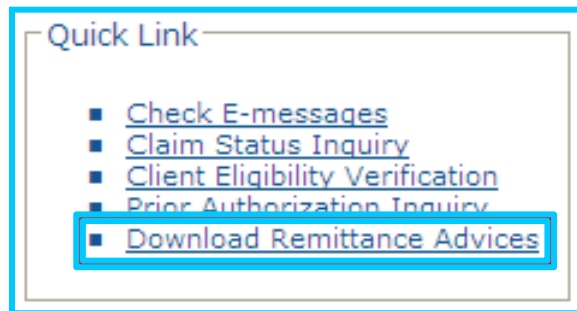 Quick Link
Check E-messages
Claim Status Inquiry
Client Eligibility Verification
Prior Authorization Inquiry
Download Remittance Advices